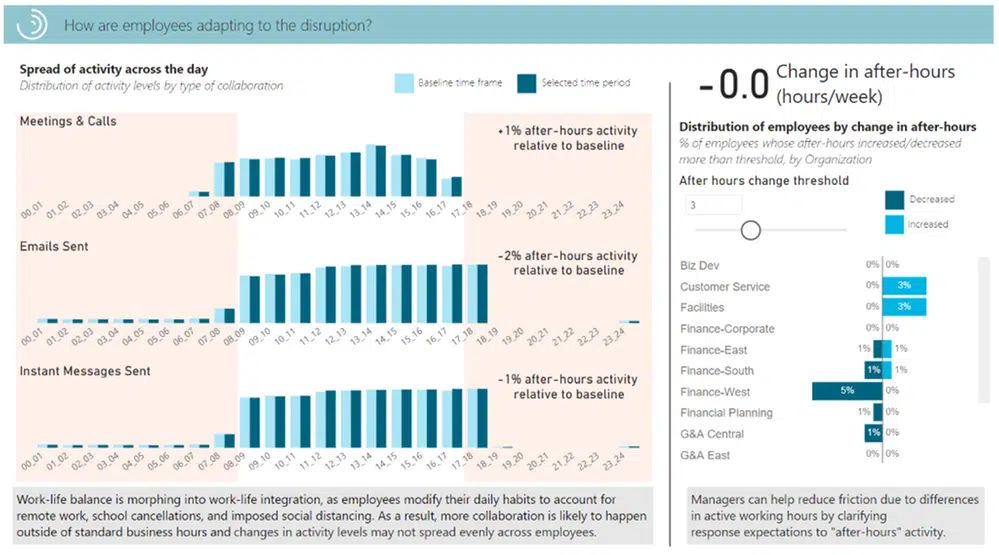 How are employees adapting to the disruption?
Spread of activity across the day
Distribution of activity levels by type of collaboration
Baseline time frame
Selected time period
Meetings & Calls
+1% after-hours activity
relative to baseline
00_01 01_02 02_03 03_04 04_05 05_06 06_07 07_08 08_09 09_10 10_11 11_12 12_13 13_14 14_15 15_16 16_17 17_18 18_19 19_20 20_21 21_22 22_23 23_24
Emails Sent
-2% after-hours activity
relative to baseline
00_01 01_02 02_03 03_04 04_05 05_06 06_07 07_08 08_09 09_10 10_11 11_12 12_13 13_14 14_15 15_16 16_17 17_18 18_19 19_20 20_21 21_22 22_23 23_24
Instant Messages Sent
-1% after-hours activity
relative to baseline
00_01 01_02 02_03 03_04 04_05 05_06 06_07 07_08 08_09 09_10 10_11 11_12 12_13 13_14 14_15 15_16 16_17 17_18 18_19 19_20 20_21 21_22 22_23 23_24
Work-life balance is morphing into work-life integration, as employees modify their daily habits to account for
remote work, school cancellations, and imposed social distancing. As a result, more collaboration is likely to happen
outside of standard business hours and changes in activity levels may not spread evenly across employees.
-0.0 Change in after-hours
(hours/week)
Distribution of employees by change in after-hours
% of employees whose after-hours increased/decreased
more than threshold, by Organization
After hours change threshold
3
Decreased
Increased
Biz Dev 0% 0%
Customer Service 0% 3%
Facilities 0% 3%
Finance-Corporate 0% 0%
Finance-East 1% 1%
Finance-South 1% 1%
Finance-West 5% 0%
Financial Planning 1% 0%
G&A Central 1% 0%
G&A East 0% 0%
Managers can help reduce friction due to differences
in active working hours by clarifying
response expectations to "after-hours" activity.